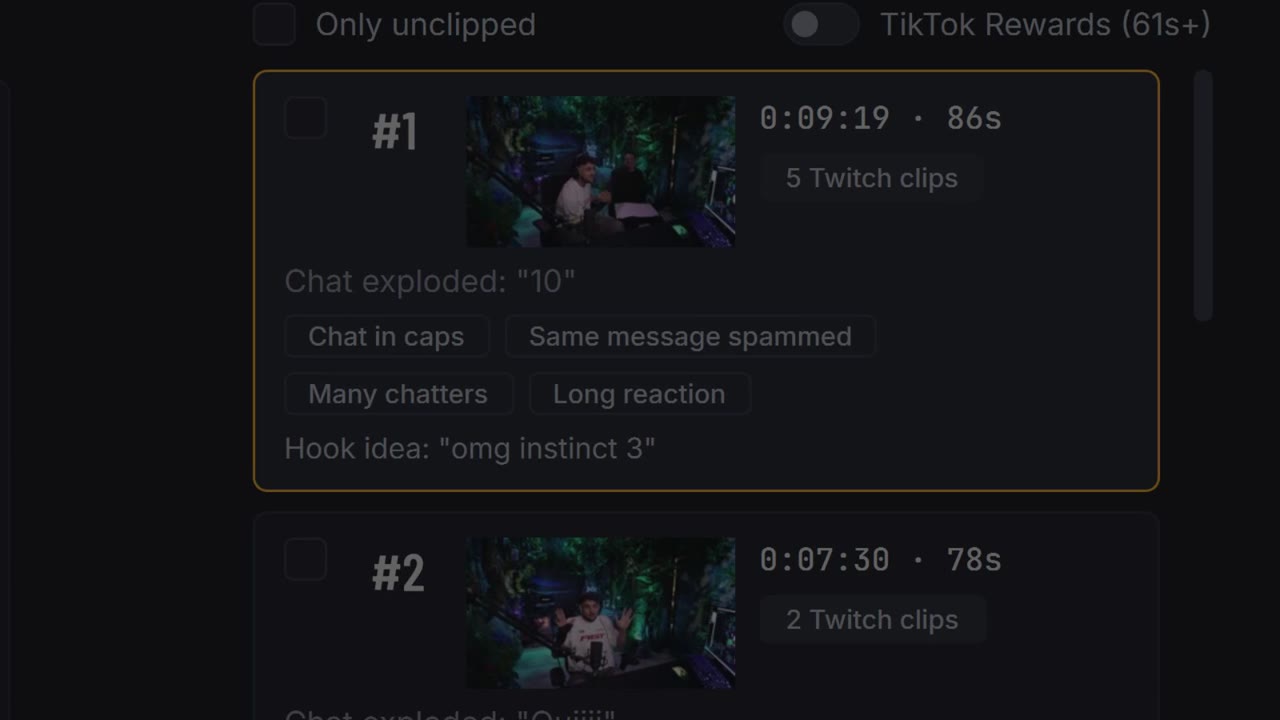 Only unclipped
TikTok Rewards (61s+)
#1
0:09:19 · 86s
5 Twitch clips
Chat exploded: "10"
Chat in caps
Same message spammed
Many chatters
Long reaction
Hook idea: "omg instinct 3"
#2
0:07:30 · 78s
2 Twitch clips
Chat exploded: